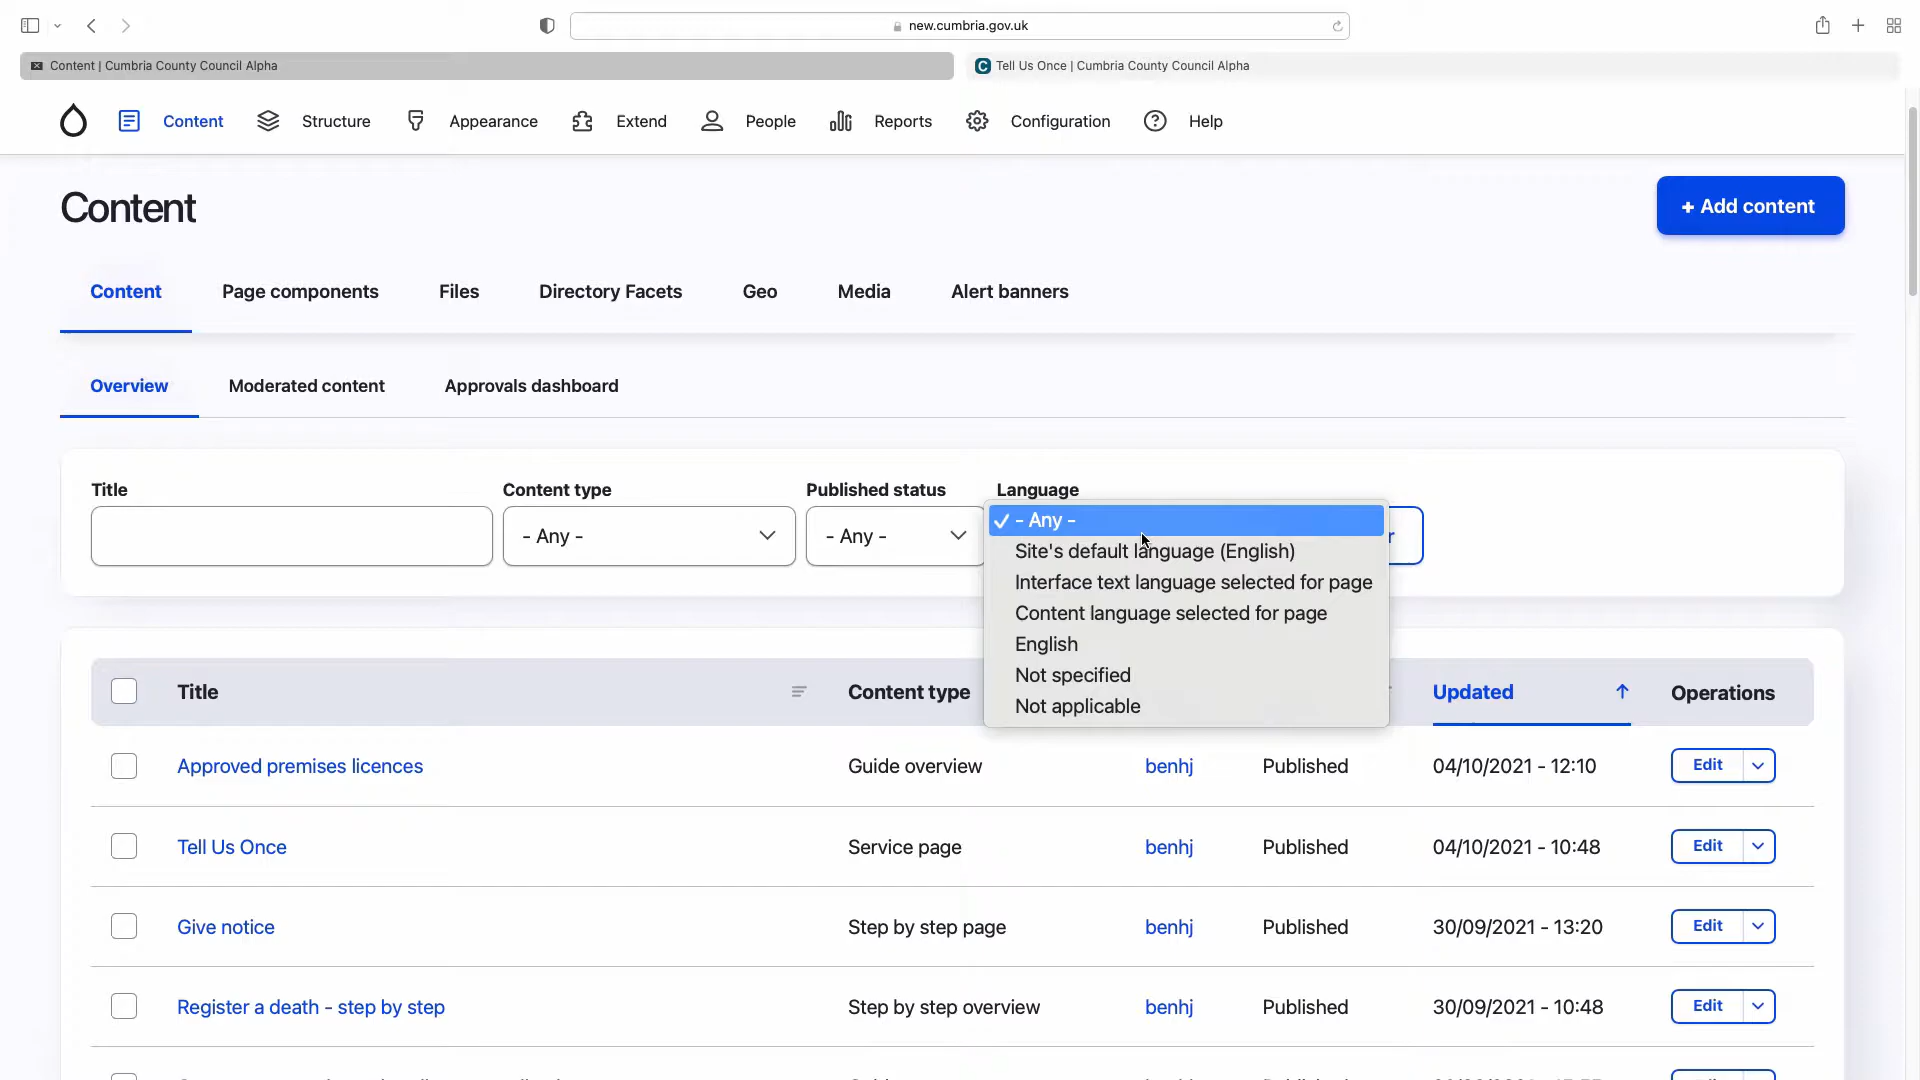 new.cumbria.gov.uk
Content | Cumbria County Council Alpha
Tell Us Once | Cumbria County Council Alpha
Content Structure Appearance Extend People Reports Configuration Help
Content
+ Add content
Content Page components Files Directory Facets Geo Media Alert banners
Overview Moderated content Approvals dashboard
Title Content type Published status Language
- Any - - Any -
✓ - Any -
Site's default language (English)
Interface text language selected for page
Content language selected for page
English
Not specified
Not applicable
Title Content type Updated Operations
Approved premises licences Guide overview benhj Published 04/10/2021 - 12:10 Edit
Tell Us Once Service page benhj Published 04/10/2021 - 10:48 Edit
Give notice Step by step page benhj Published 30/09/2021 - 13:20 Edit
Register a death - step by step Step by step overview benhj Published 30/09/2021 - 10:48 Edit